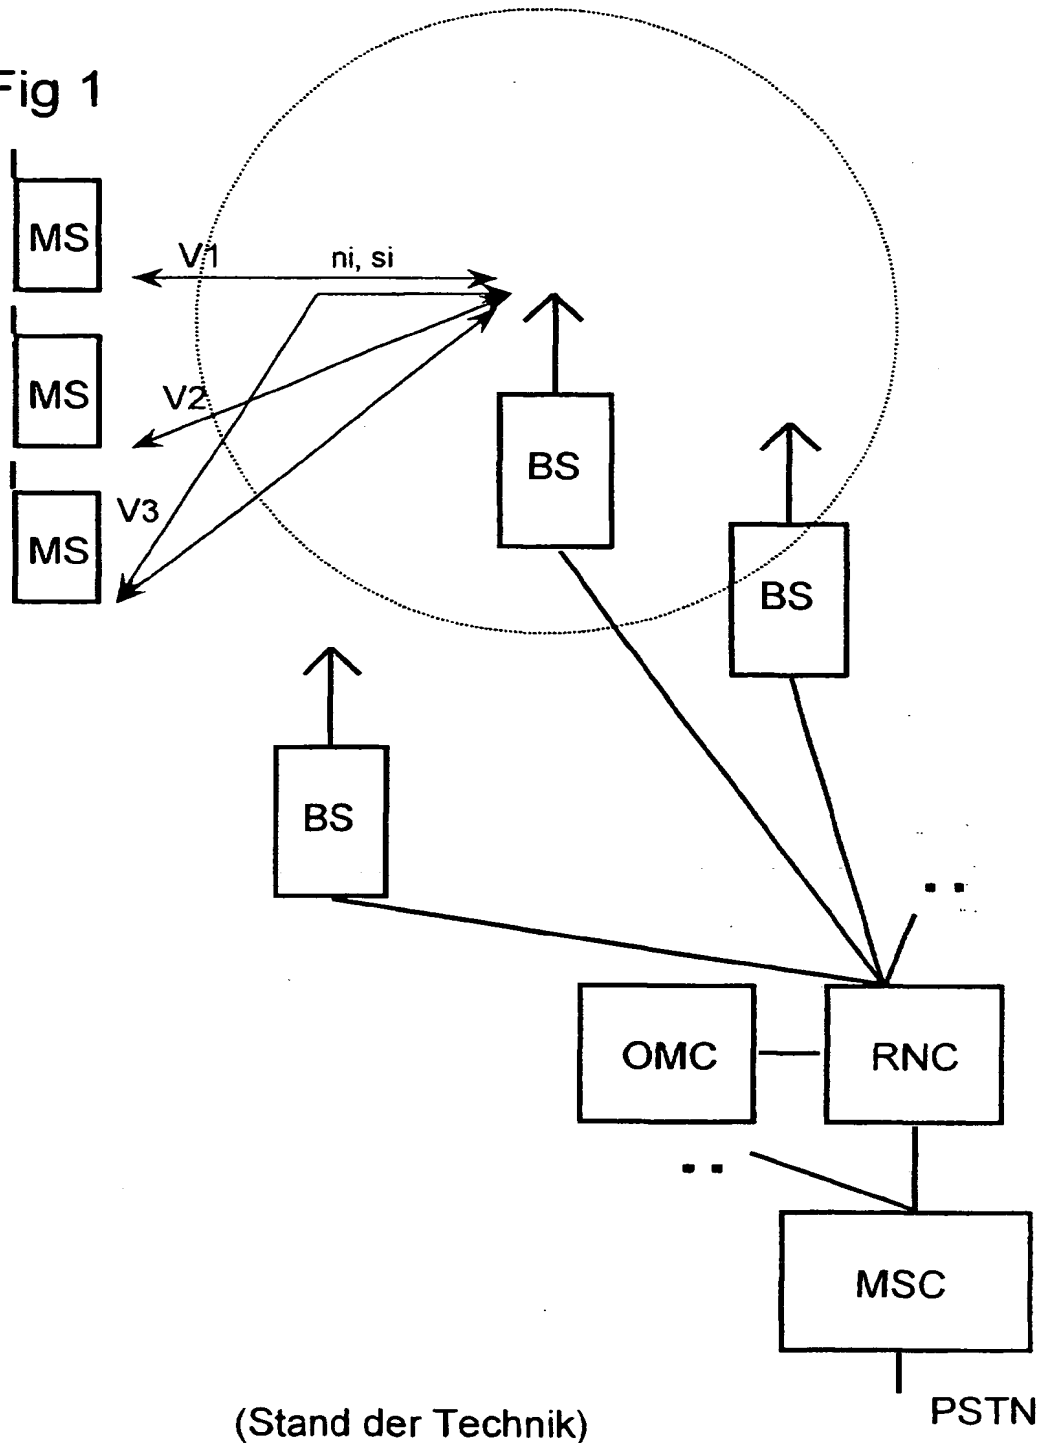 Fig 1
MS
V1
ni, si
MS
V2
BS
MS
V3
BS
BS
. .
OMC
RNC
. .
MSC
PSTN
(Stand der Technik)